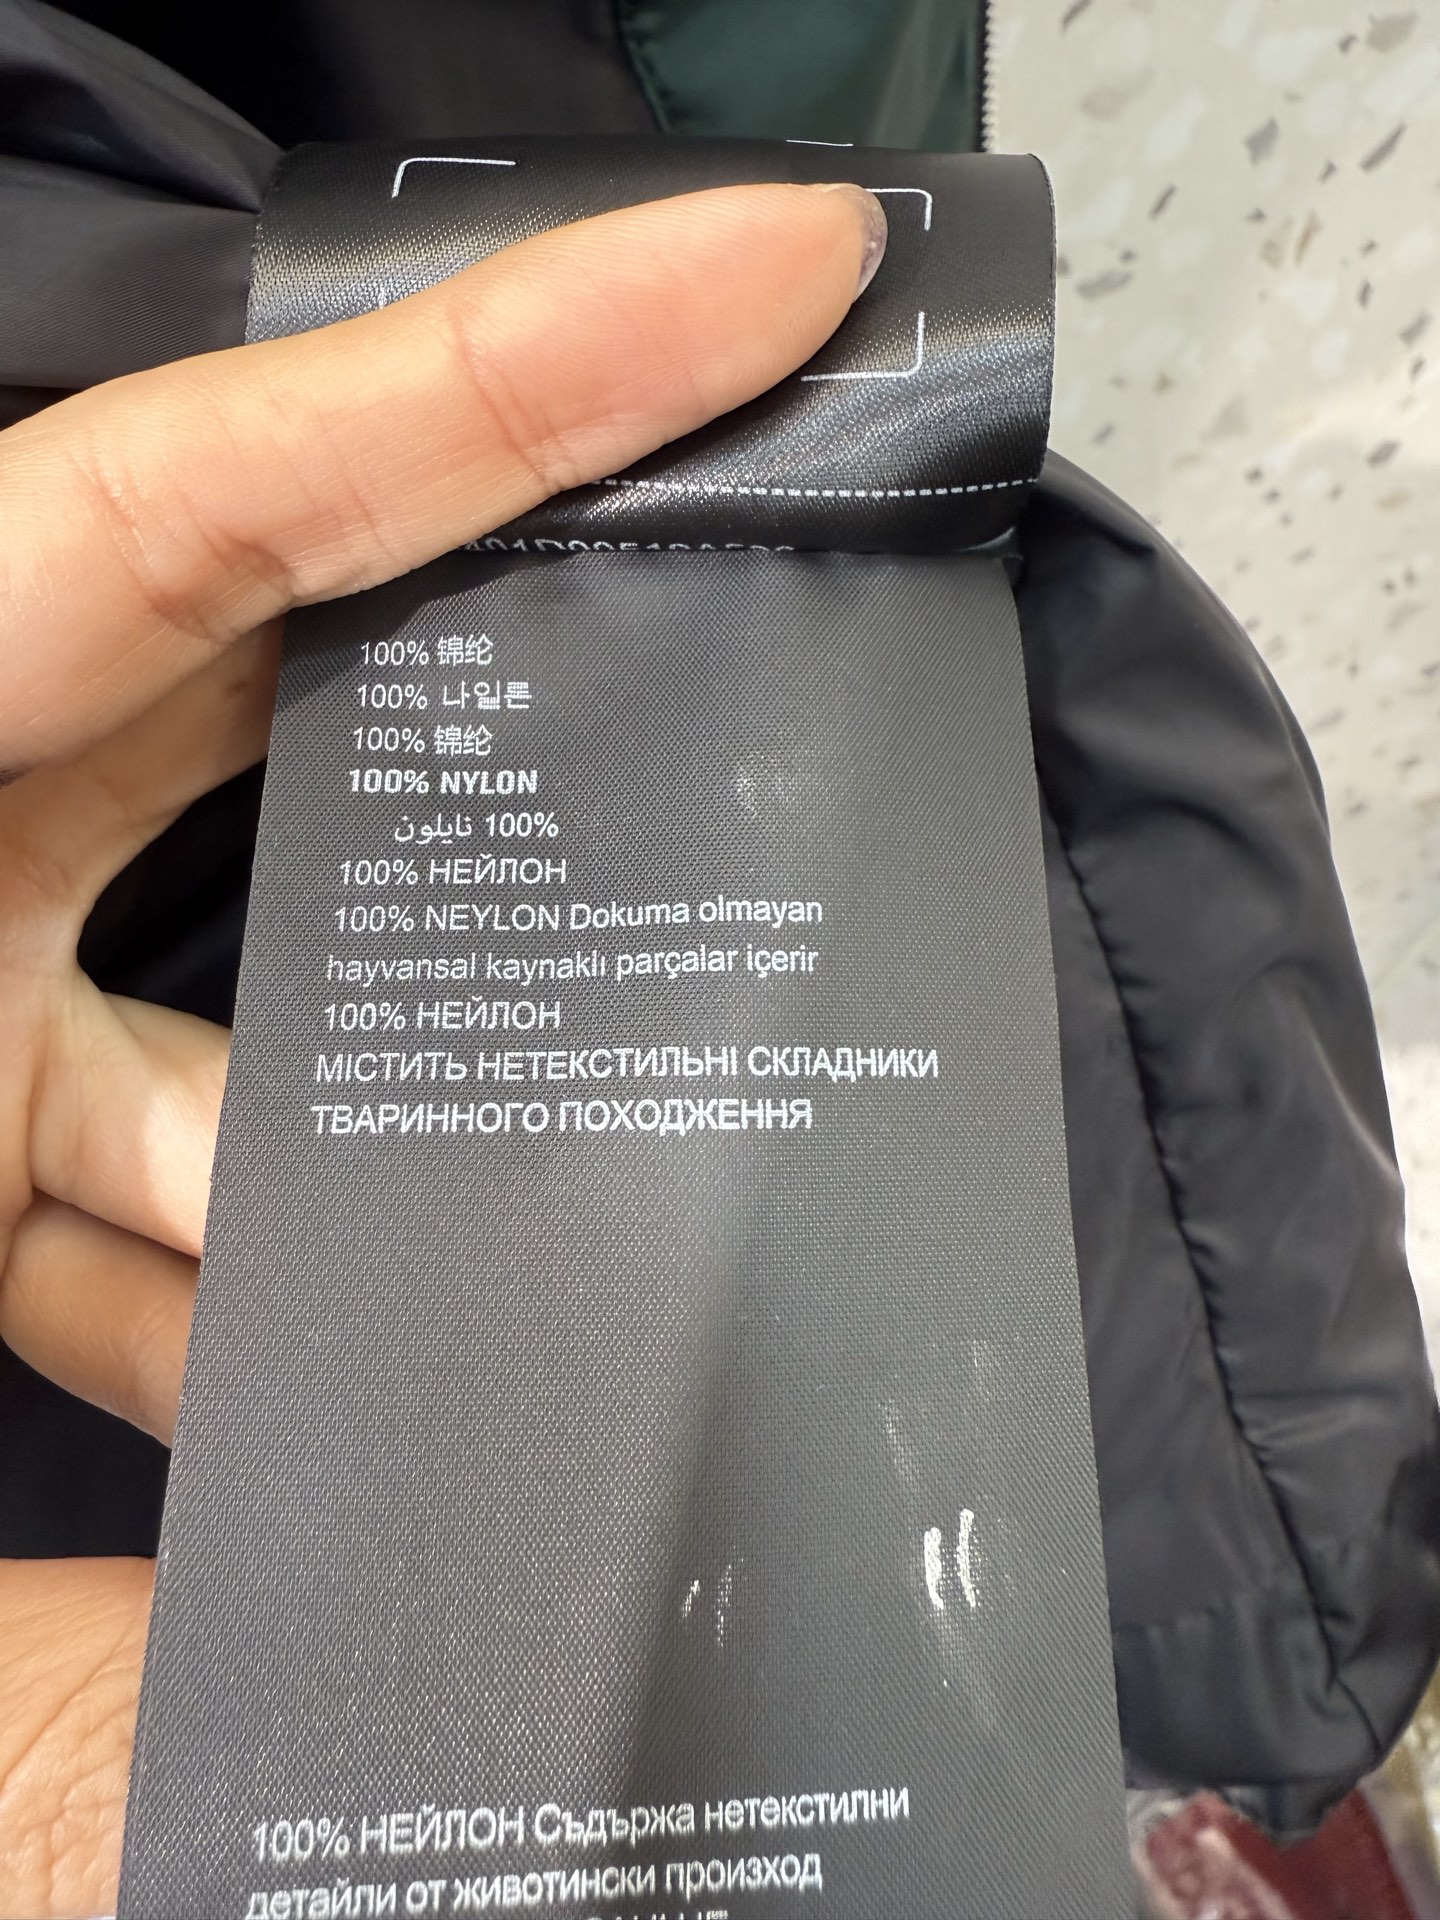 100% 锦纶
100% 나일론
100% 锦纶
100% NYLON
100% نايلون
100% НЕЙЛОН
100% NEYLON Dokuma olmayan
hayvansal kaynaklı parçalar içerir
100% НЕЙЛОН
МІСТИТЬ НЕТЕКСТИЛЬНІ СКЛАДНИКИ
ТВАРИННОГО ПОХОДЖЕННЯ
100% НЕЙЛОН Съдържа нетекстилни
детайли от животински произход